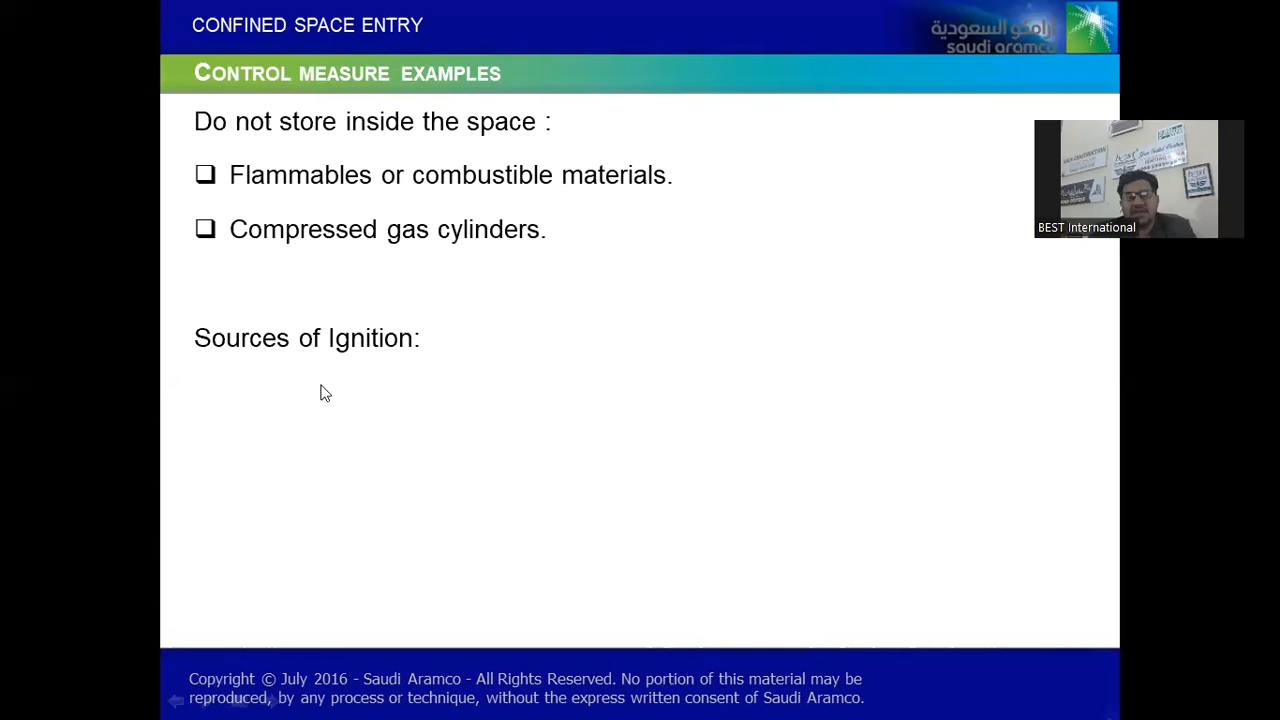 CONFINED SPACE ENTRY
أرامكو السعودية
saudi aramco
CONTROL MEASURE EXAMPLES
Do not store inside the space :
Flammables or combustible materials.
Compressed gas cylinders.
Sources of Ignition:
BEST International
Copyright © July 2016 - Saudi Aramco - All Rights Reserved. No portion of this material may be
reproduced, by any process or technique, without the express written consent of Saudi Aramco.